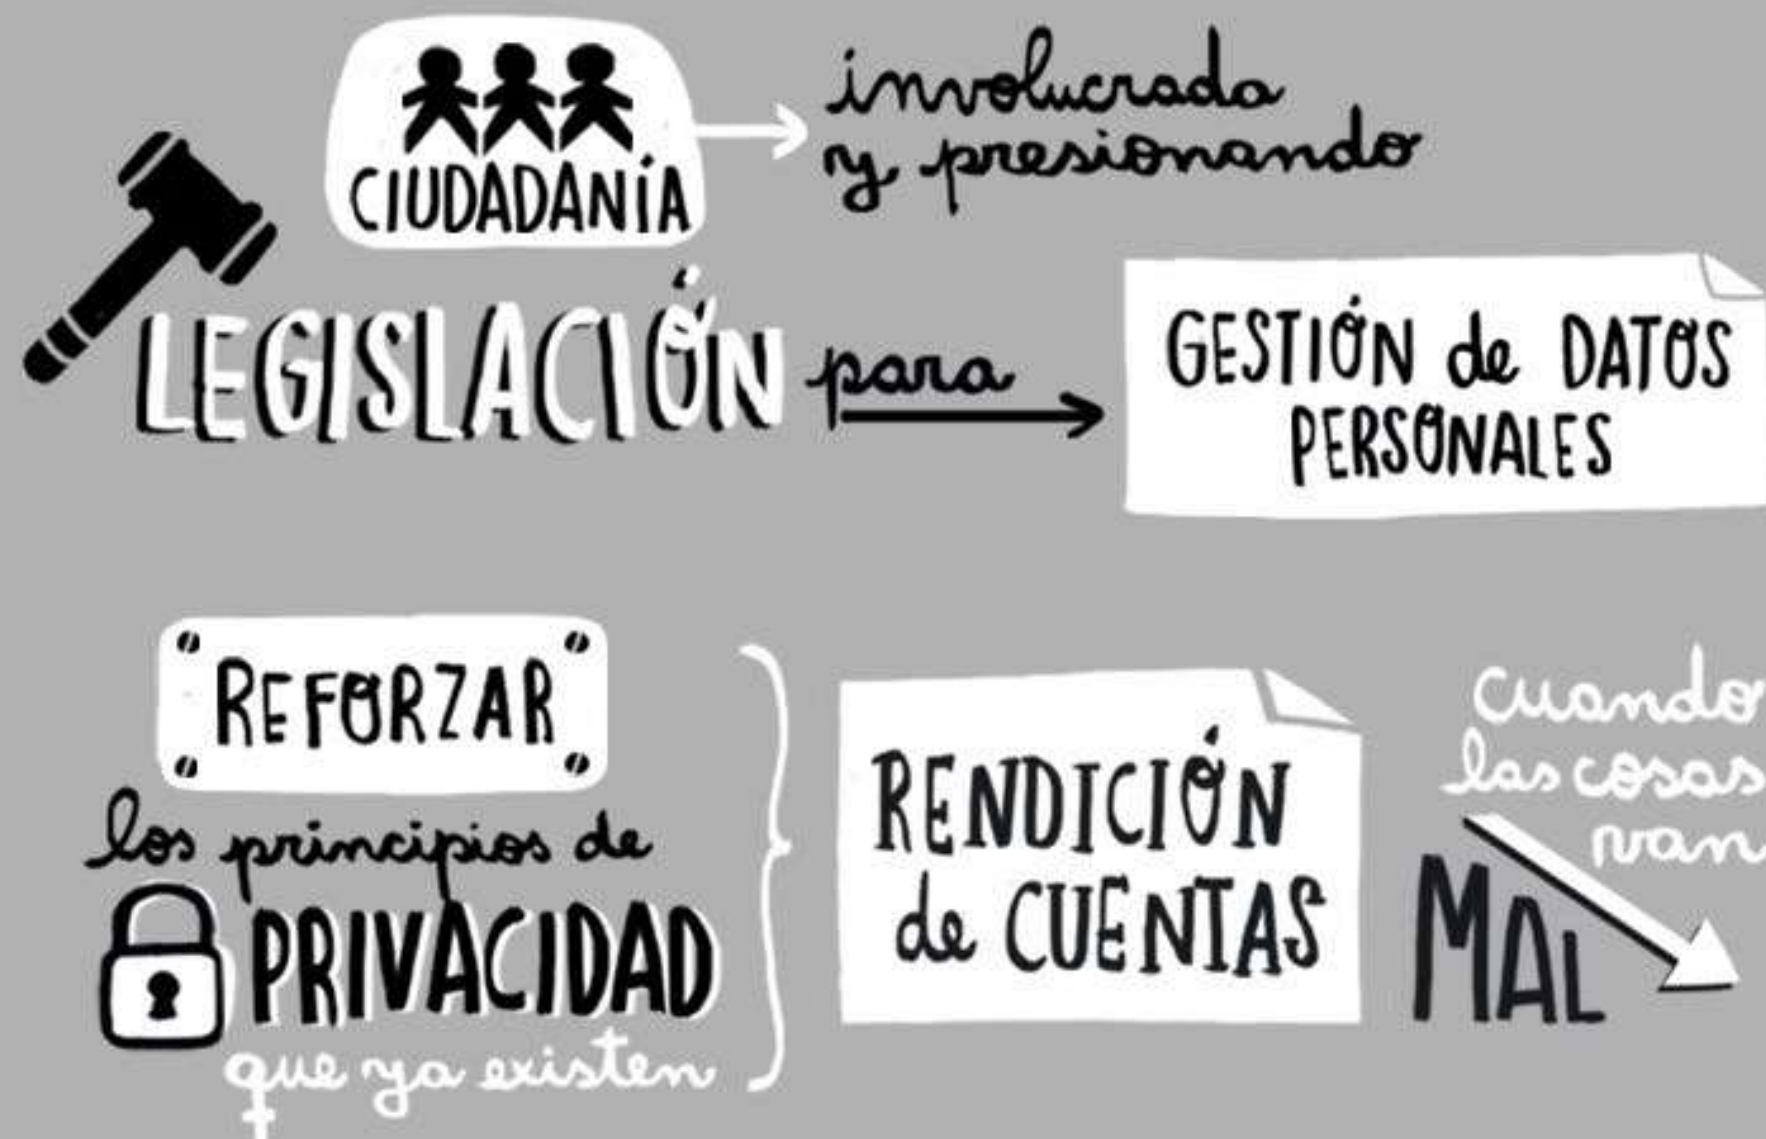 CIUDADANÍA
involucrada
y presionando
LEGISLACIÓN para
GESTIÓN de DATOS
PERSONALES
REFORZAR
los principios de
PRIVACIDAD
que ya existen
RENDICIÓN
de CUENTAS
cuando
las cosas
van
MAL